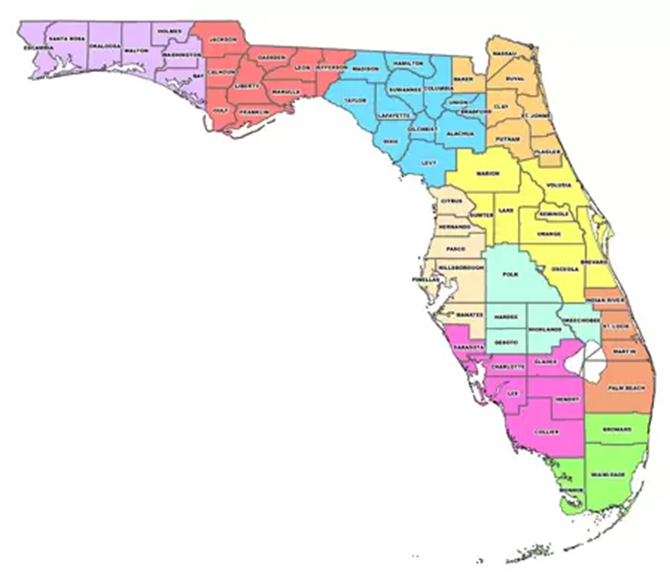 ESCAMBIA
SANTA ROSA
OKALOOSA
WALTON
HOLMES
WASHINGTON
BAY
JACKSON
CALHOUN
GULF
LIBERTY
GADSDEN
FRANKLIN
LEON
WAKULLA
JEFFERSON
MADISON
TAYLOR
HAMILTON
SUWANNEE
LAFAYETTE
DIXIE
COLUMBIA
GILCHRIST
LEVY
UNION
BRADFORD
ALACHUA
BAKER
NASSAU
DUVAL
CLAY
ST. JOHNS
PUTNAM
FLAGLER
MARION
VOLUSIA
CITRUS
SUMTER
LAKE
SEMINOLE
HERNANDO
ORANGE
PASCO
PINELLAS
HILLSBOROUGH
POLK
OSCEOLA
BREVARD
INDIAN RIVER
MANATEE
HARDEE
HIGHLANDS
OKEECHOBEE
ST. LUCIE
SARASOTA
DESOTO
MARTIN
CHARLOTTE
GLADES
LEE
HENDRY
PALM BEACH
COLLIER
BROWARD
MONROE
MIAMI-DADE